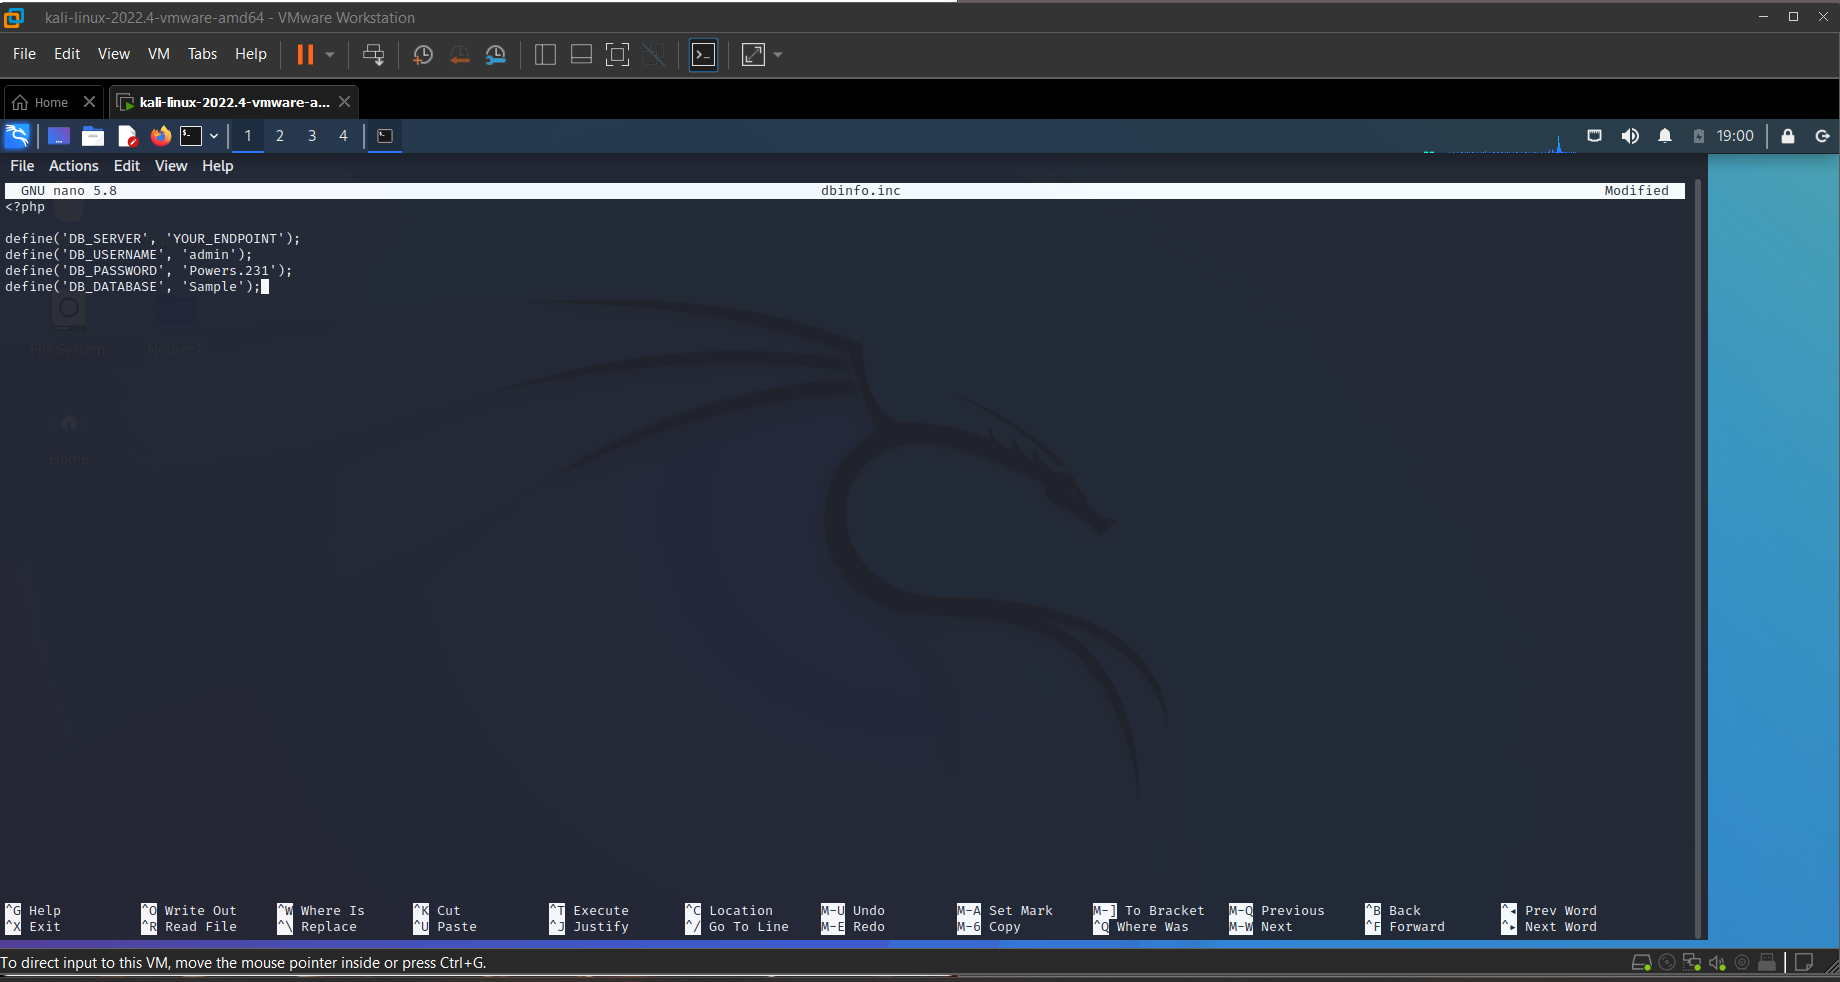 kali-linux-2022.4-vmware-amd64 - VMware Workstation
File Edit View VM Tabs Help
Home kali-linux-2022.4-vmware-a...
1 2 3 4 19:00
File Actions Edit View Help
GNU nano 5.8 dbinfo.inc Modified
<?php
define('DB_SERVER', 'YOUR_ENDPOINT');
define('DB_USERNAME', 'admin');
define('DB_PASSWORD', 'Powers.231');
define('DB_DATABASE', 'Sample');
File System Network
Home
^G Help ^O Write Out ^W Where Is ^K Cut ^T Execute ^C Location M-U Undo M-A Set Mark M-] To Bracket M-Q Previous ^B Back ^◂ Prev Word
^X Exit ^R Read File ^\ Replace ^U Paste ^J Justify ^/ Go To Line M-E Redo M-6 Copy ^Q Where Was M-W Next ^F Forward ^▸ Next Word
To direct input to this VM, move the mouse pointer inside or press Ctrl+G.